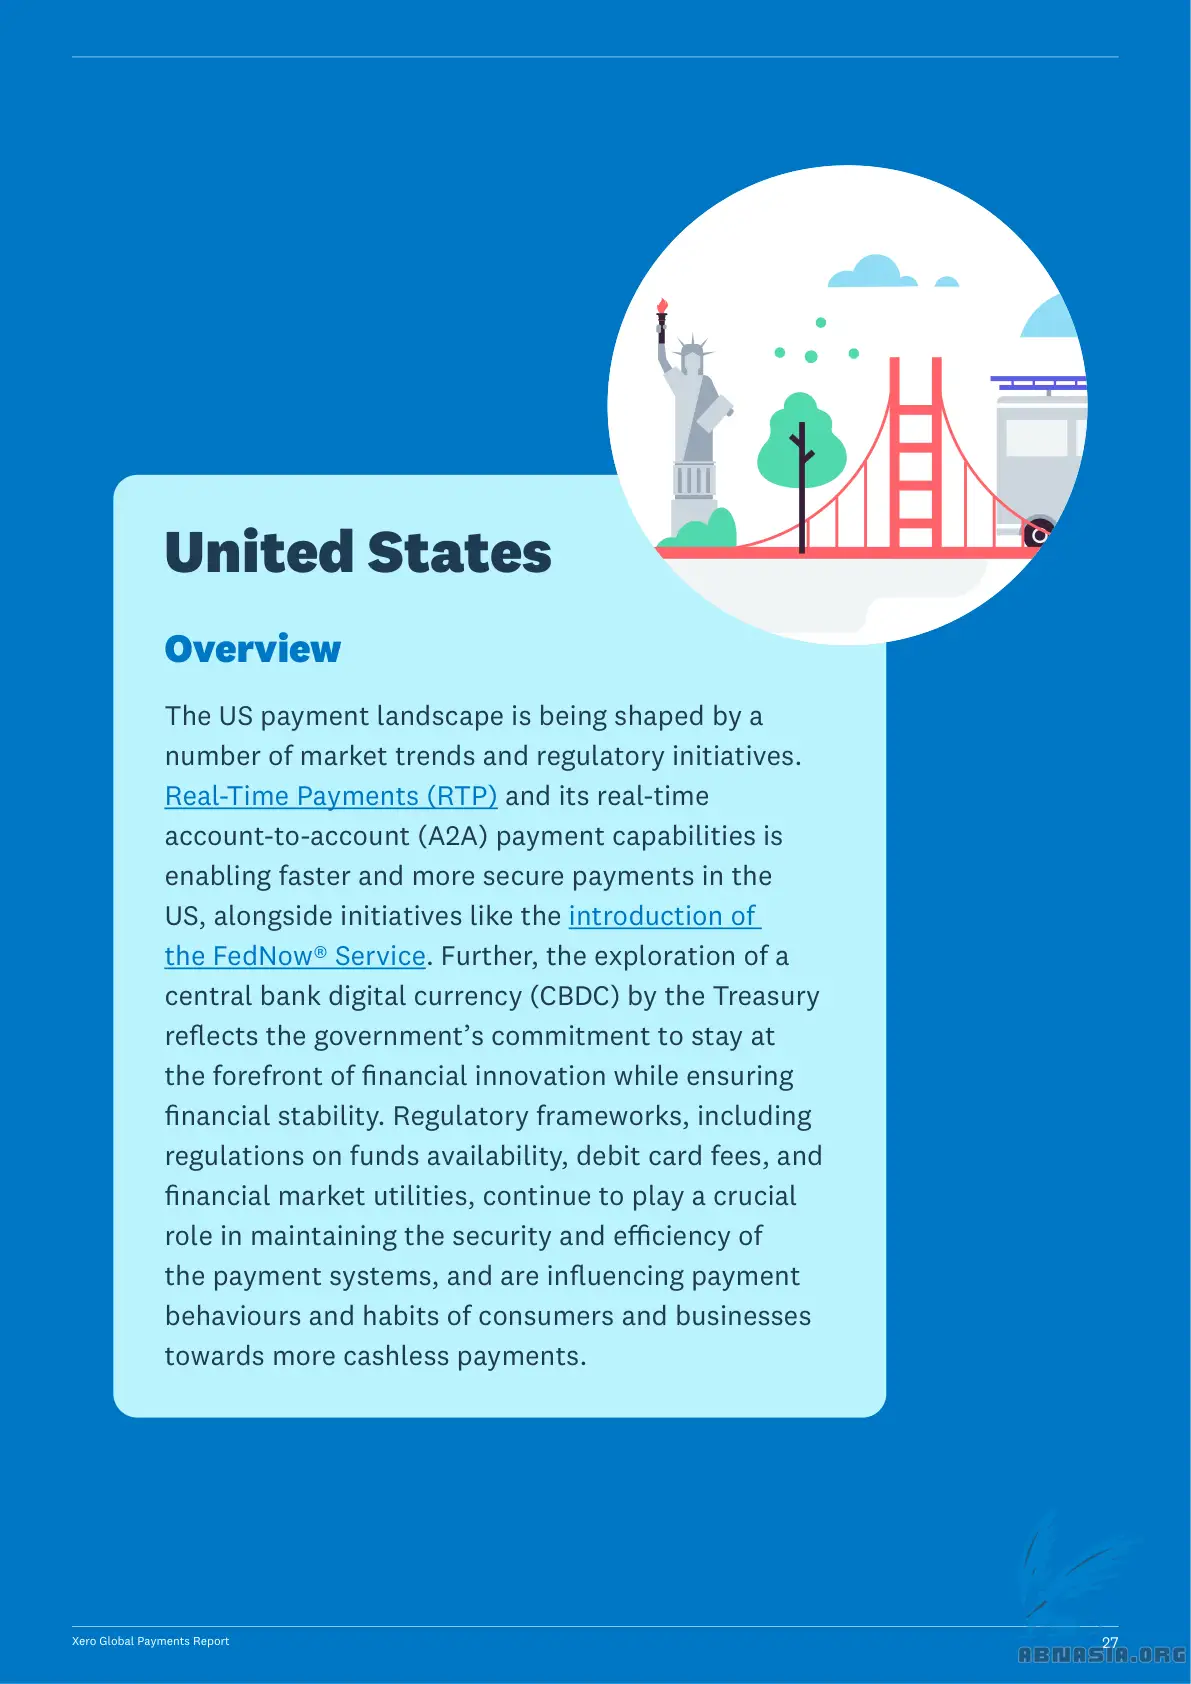 United States
Overview
The US payment landscape is being shaped by a
number of market trends and regulatory initiatives.
Real-Time Payments (RTP) and its real-time
account-to-account (A2A) payment capabilities is
enabling faster and more secure payments in the
US, alongside initiatives like the introduction of
the FedNow® Service. Further, the exploration of a
central bank digital currency (CBDC) by the Treasury
reflects the government’s commitment to stay at
the forefront of financial innovation while ensuring
financial stability. Regulatory frameworks, including
regulations on funds availability, debit card fees, and
financial market utilities, continue to play a crucial
role in maintaining the security and efficiency of
the payment systems, and are influencing payment
behaviours and habits of consumers and businesses
towards more cashless payments.
Xero Global Payments Report
27
ABNASIA.ORG